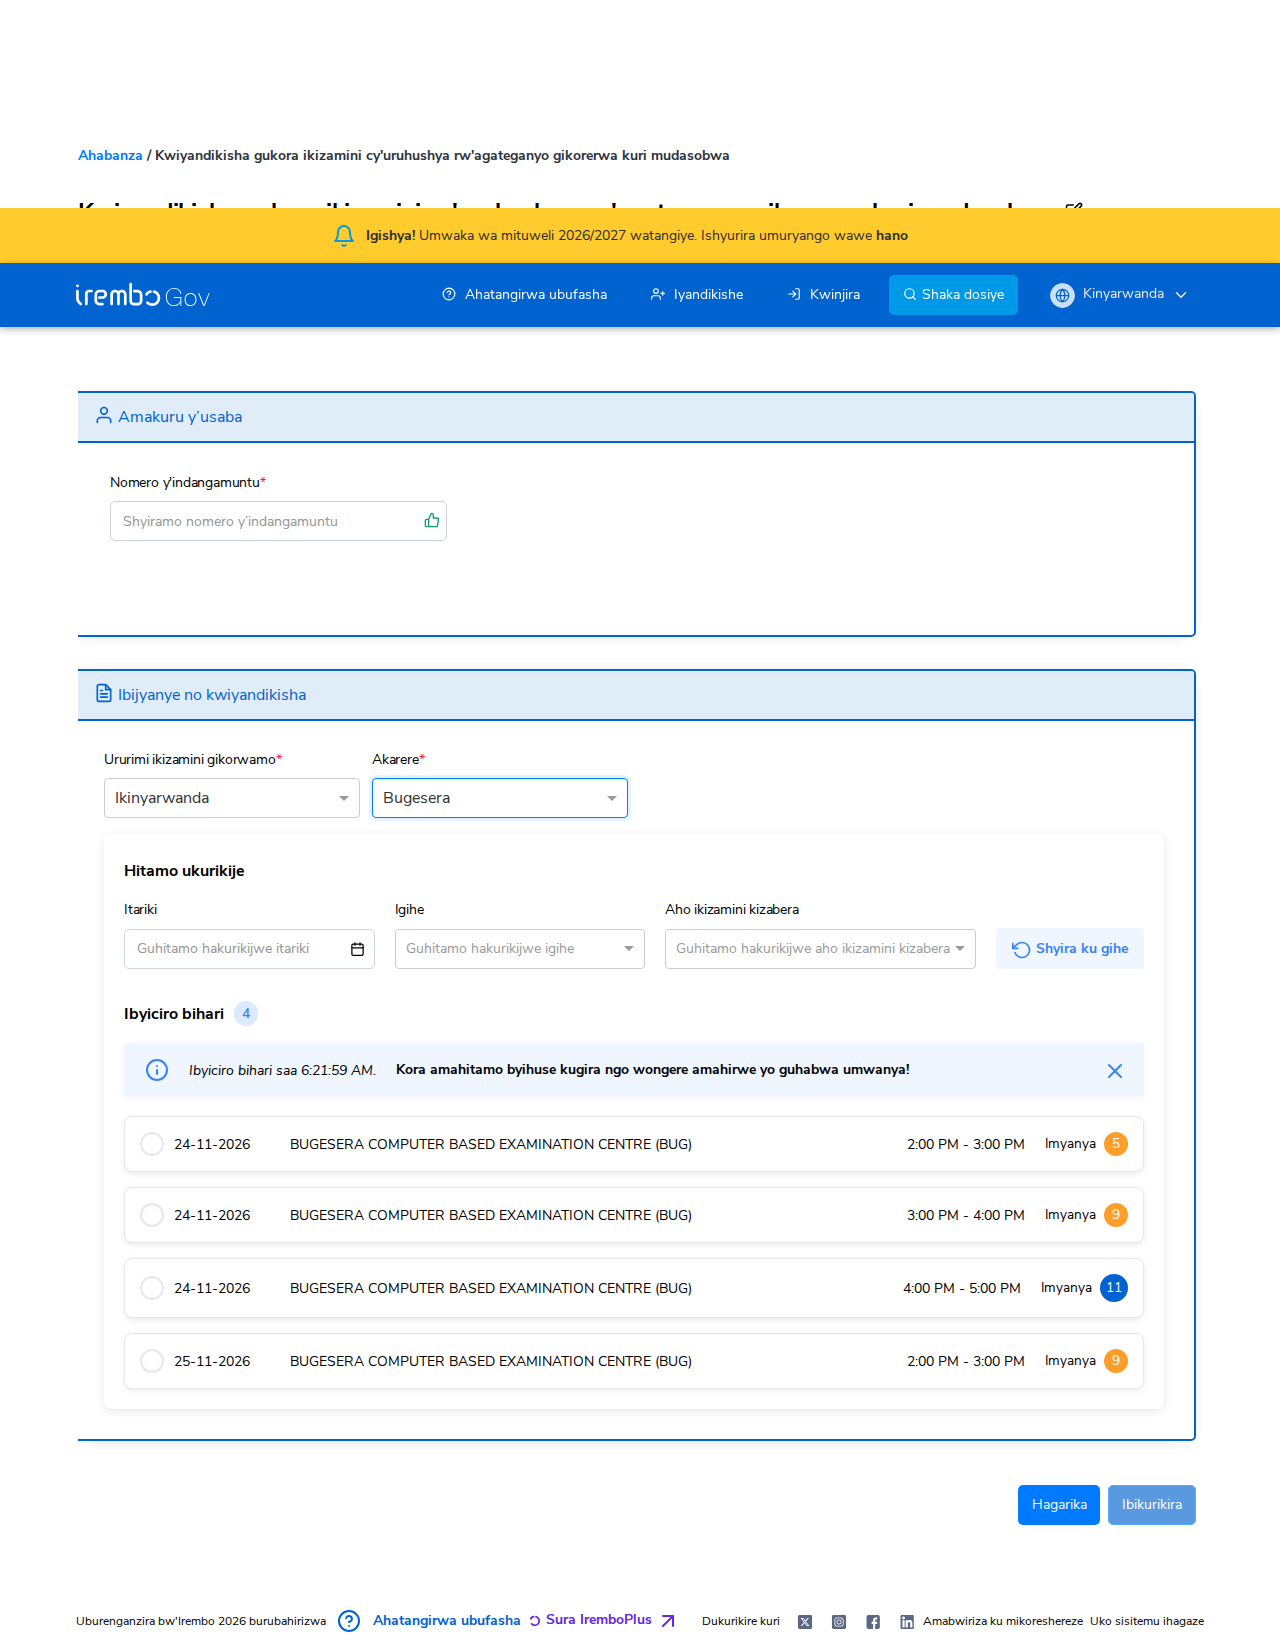 Ahabanza / Kwiyandikisha gukora ikizamini cy'uruhushya rw'agateganyo gikorerwa kuri mudasobwa
Igishya! Umwaka wa mituweli 2026/2027 watangiye. Ishyurira umuryango wawe hano
irembo Gov
Ahatangirwa ubufasha
Iyandikishe
Kwinjira
Shaka dosiye
Kinyarwanda
Amakuru y’usaba
Nomero y'indangamuntu*
Shyiramo nomero y’indangamuntu
Ibijyanye no kwiyandikisha
Ururimi ikizamini gikorwamo* Akarere*
Ikinyarwanda Bugesera
Hitamo ukurikije
Itariki Igihe Aho ikizamini kizabera
Guhitamo hakurikijwe itariki Guhitamo hakurikijwe igihe Guhitamo hakurikijwe aho ikizamini kizabera Shyira ku gihe
Ibyiciro bihari 4
Ibyiciro bihari saa 6:21:59 AM. Kora amahitamo byihuse kugira ngo wongere amahirwe yo guhabwa umwanya!
24-11-2026 BUGESERA COMPUTER BASED EXAMINATION CENTRE (BUG) 2:00 PM - 3:00 PM Imyanya 5
24-11-2026 BUGESERA COMPUTER BASED EXAMINATION CENTRE (BUG) 3:00 PM - 4:00 PM Imyanya 9
24-11-2026 BUGESERA COMPUTER BASED EXAMINATION CENTRE (BUG) 4:00 PM - 5:00 PM Imyanya 11
25-11-2026 BUGESERA COMPUTER BASED EXAMINATION CENTRE (BUG) 2:00 PM - 3:00 PM Imyanya 9
Hagarika Ibikurikira
Uburenganzira bw'Irembo 2026 burubahirizwa Ahatangirwa ubufasha Sura IremboPlus Dukurikire kuri Amabwiriza ku mikoreshereze Uko sisitemu ihagaze